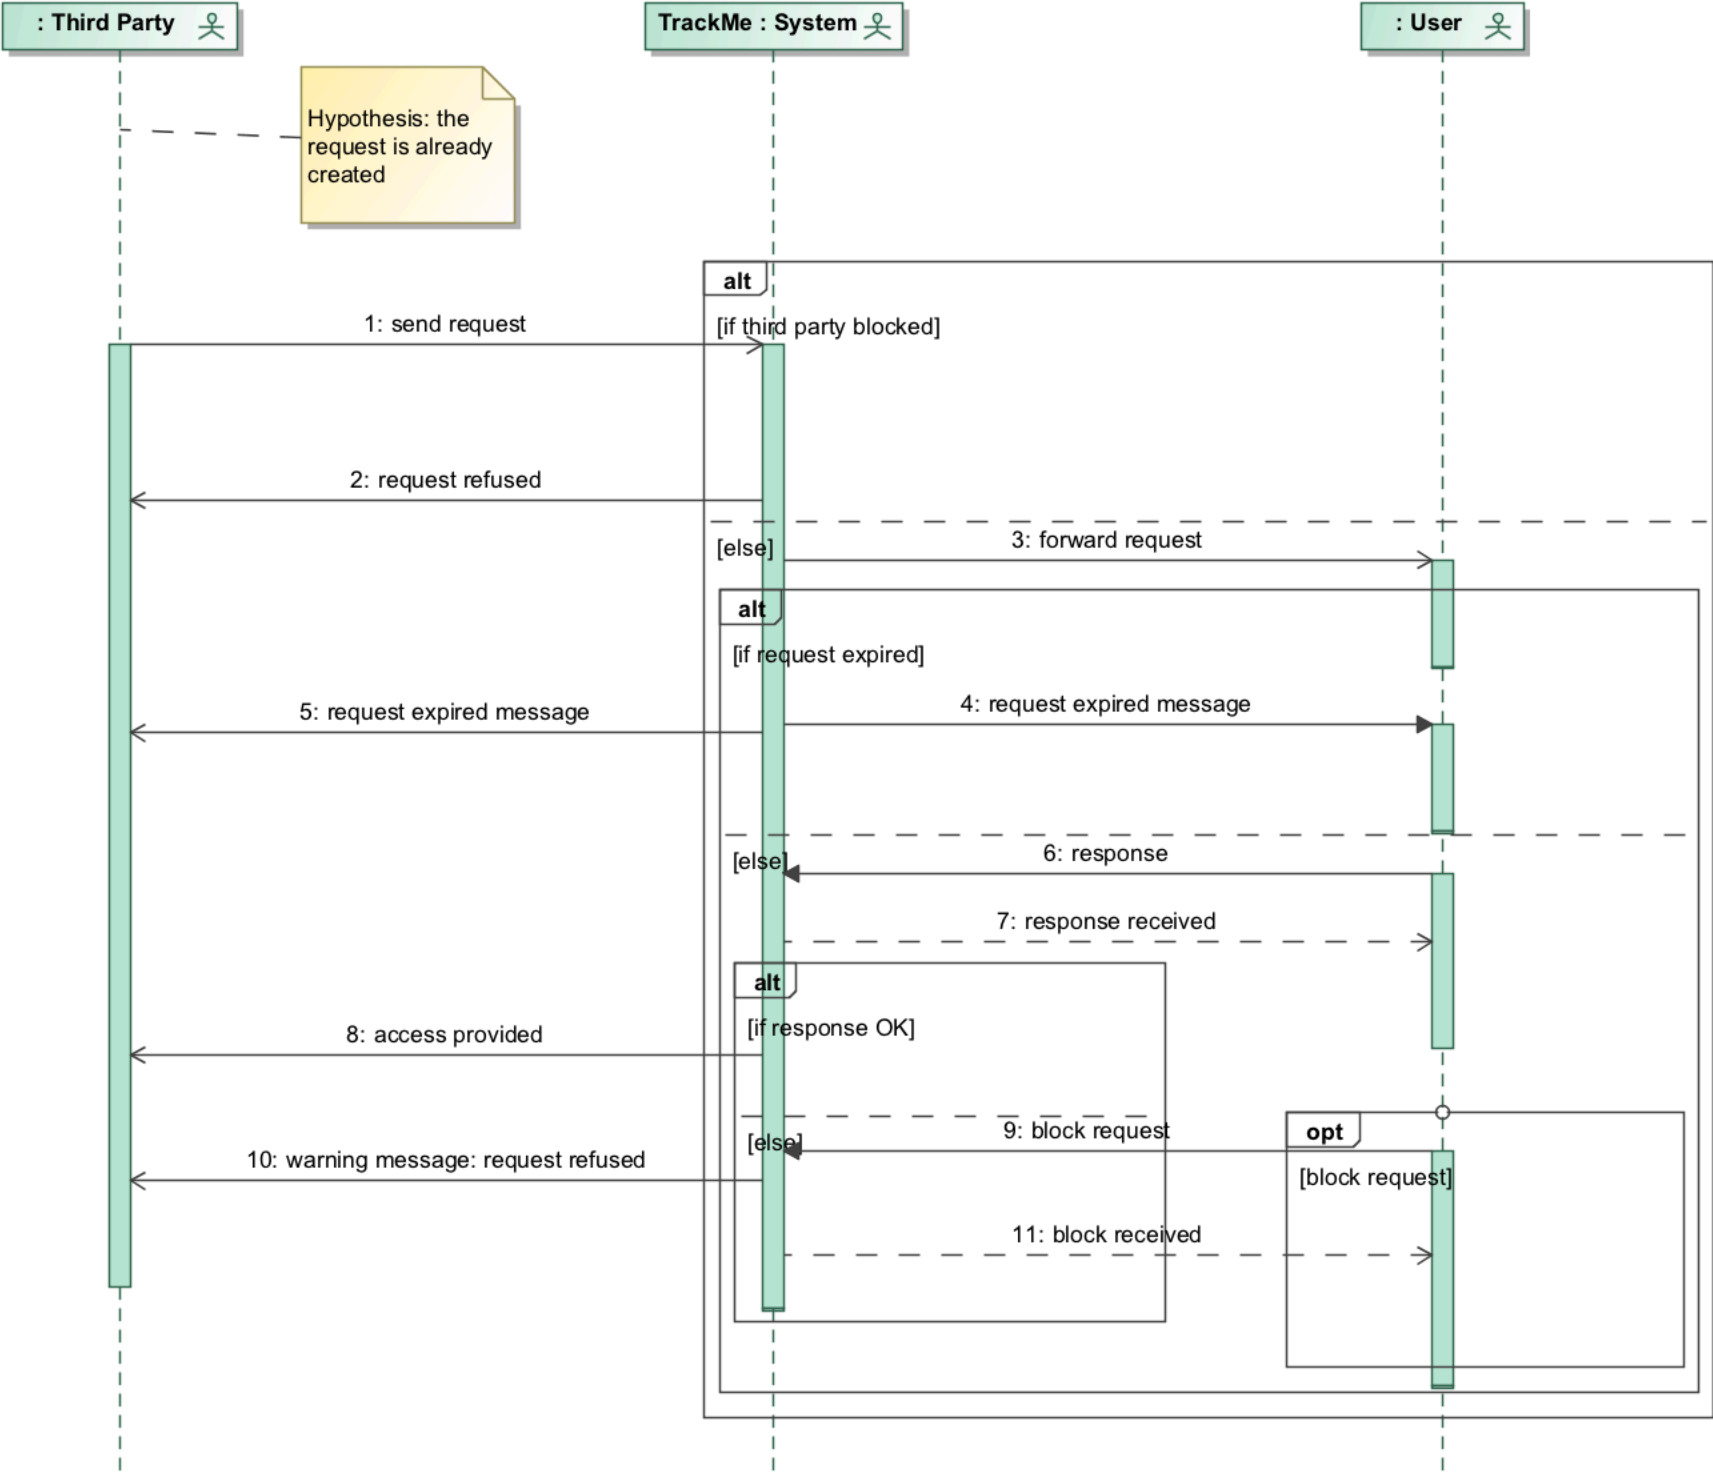 : Third Party
TrackMe : System
: User
Hypothesis: the
request is already
created
alt
1: send request
[if third party blocked]
2: request refused
[else]
3: forward request
alt
[if request expired]
4: request expired message
5: request expired message
6: response
[else]
7: response received
alt
[if response OK]
8: access provided
9: block request
opt
[else]
10: warning message: request refused
[block request]
11: block received